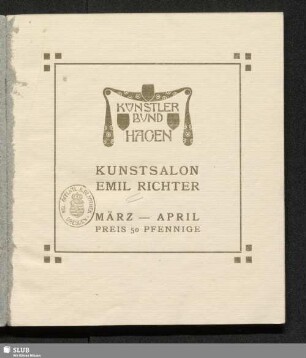 KÜNSTLER
BUND
HAGEN
KUNSTSALON
EMIL RICHTER
MÄRZ — APRIL
PREIS 50 PFENNIGE
SLUB